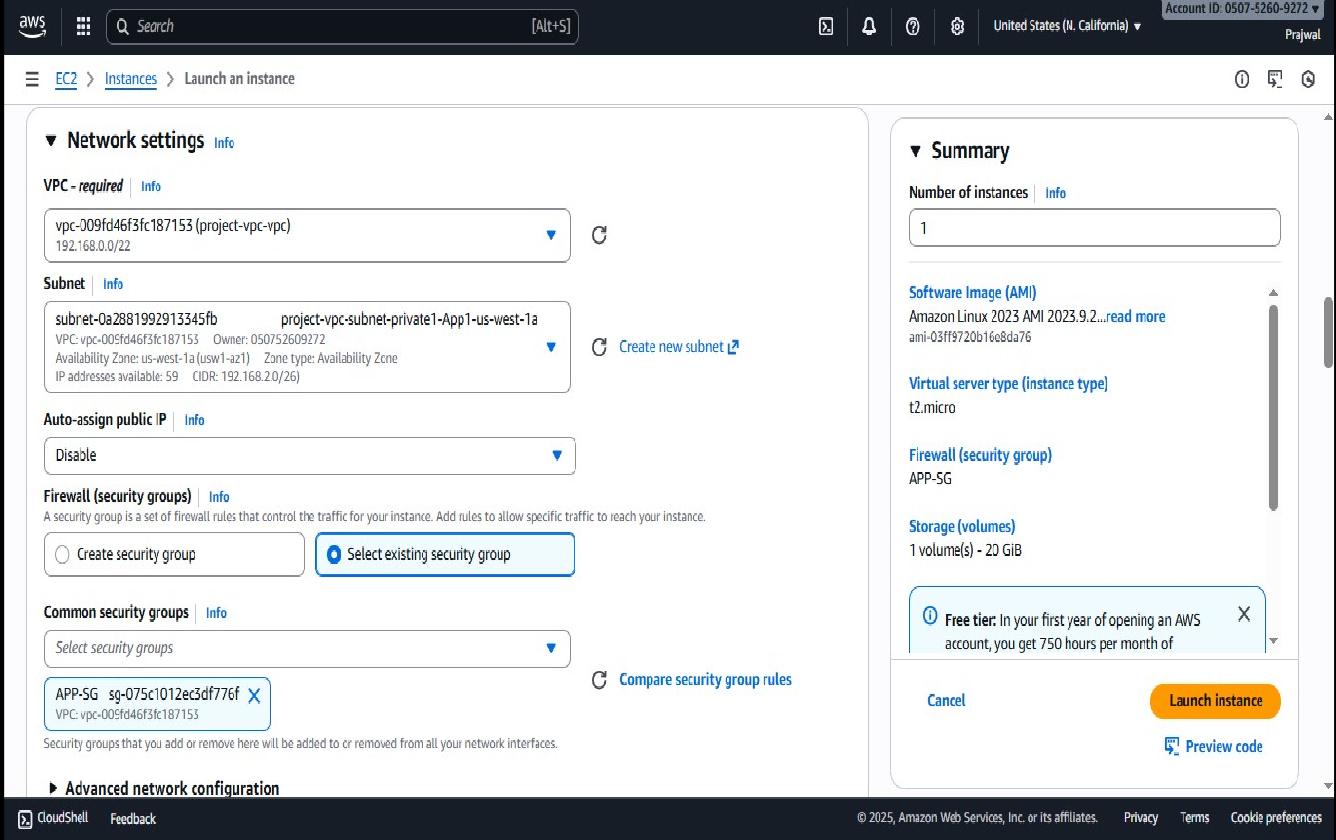 aws
Search [Alt+S]
United States (N. California) ▼
Account ID: 0507-5260-9272 ▼
Prajwal
EC2 > Instances > Launch an instance
▼ Network settings Info
VPC - required Info
vpc-009fd46f3fc187153 (project-vpc-vpc)
192.168.0.0/22
Subnet Info
subnet-0a2881992913345fb project-vpc-subnet-private1-App1-us-west-1a
VPC: vpc-009fd46f3fc187153 Owner: 050752609272
Availability Zone: us-west-1a (usw1-az1) Zone type: Availability Zone
IP addresses available: 59 CIDR: 192.168.2.0/26)
Create new subnet
Auto-assign public IP Info
Disable
Firewall (security groups) Info
A security group is a set of firewall rules that control the traffic for your instance. Add rules to allow specific traffic to reach your instance.
Create security group
Select existing security group
Common security groups Info
Select security groups
APP-SG sg-075c1012ec3df776f
VPC: vpc-009fd46f3fc187153
Compare security group rules
Security groups that you add or remove here will be added to or removed from all your network interfaces.
Advanced network configuration
▼ Summary
Number of instances Info
1
Software Image (AMI)
Amazon Linux 2023 AMI 2023.9.2...read more
ami-03ff9720b16e8da76
Virtual server type (instance type)
t2.micro
Firewall (security group)
APP-SG
Storage (volumes)
1 volume(s) - 20 GiB
Free tier: In your first year of opening an AWS
account, you get 750 hours per month of
Cancel
Launch instance
Preview code
CloudShell Feedback
© 2025, Amazon Web Services, Inc. or its affiliates. Privacy Terms Cookie preferences